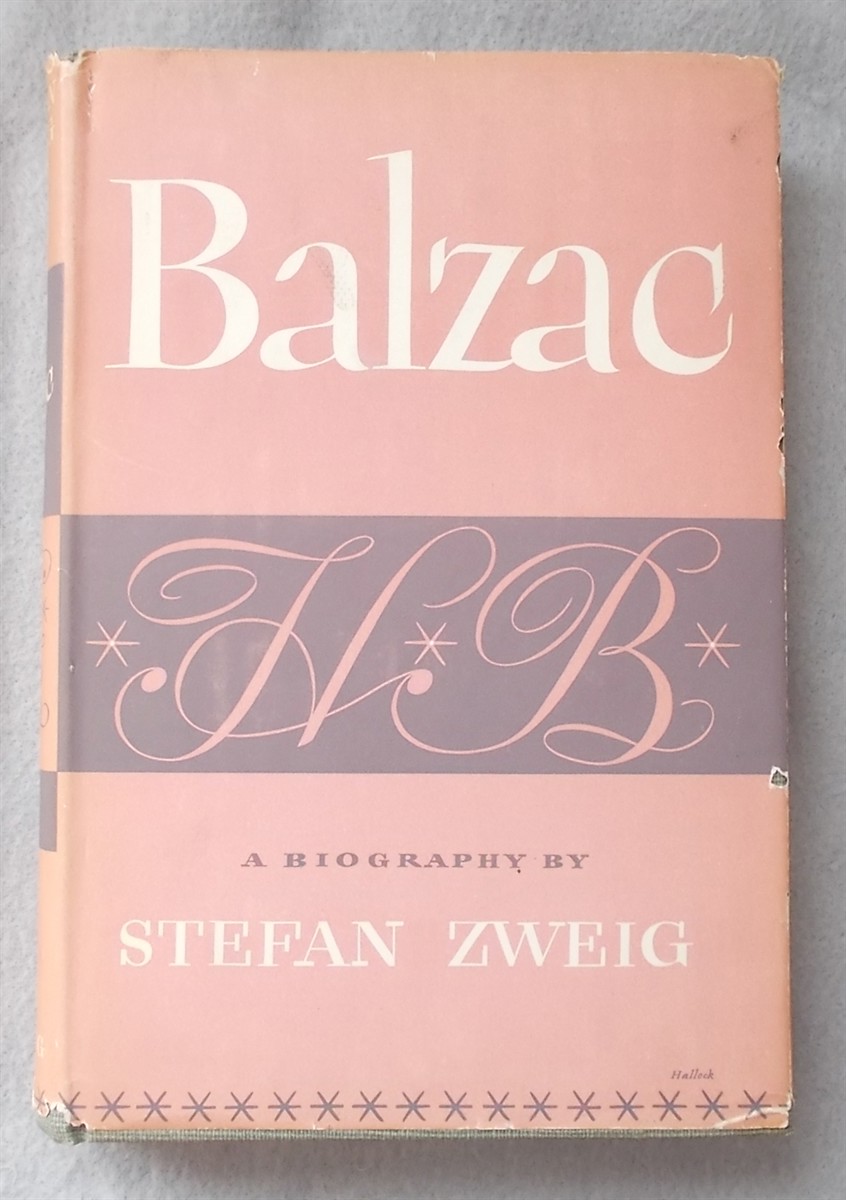 Balzac
H B
A BIOGRAPHY BY
STEFAN ZWEIG
Hallock